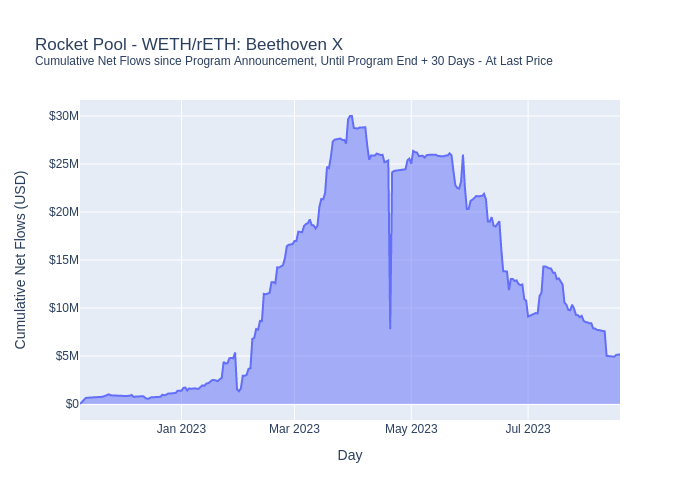 Rocket Pool - WETH/rETH: Beethoven X
Cumulative Net Flows since Program Announcement, Until Program End + 30 Days - At Last Price
Cumulative Net Flows (USD)
$30M
$25M
$20M
$15M
$10M
$5M
$0
Jan 2023
Mar 2023
May 2023
Jul 2023
Day